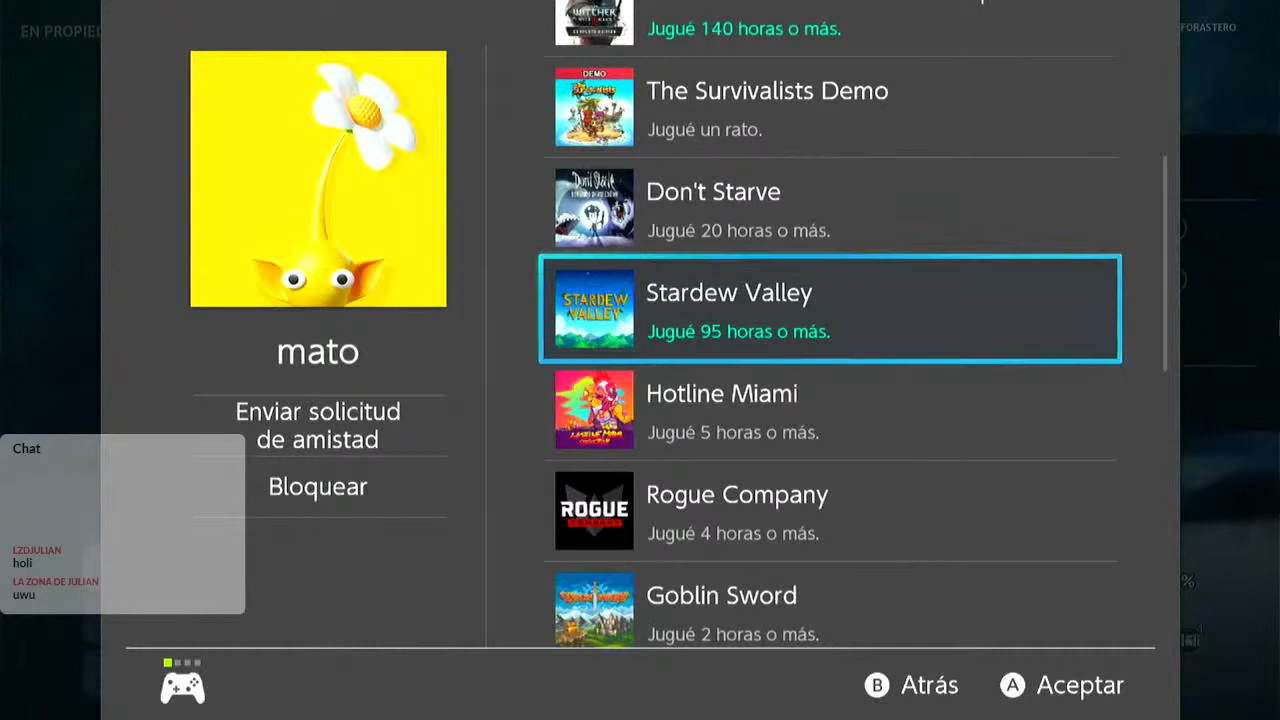 EN PROPIE
FORASTERO
WITCHER
Jugué 140 horas o más.
DEMO
The Survivalists Demo
Jugué un rato.
Don't Starve
Don't Starve
Jugué 20 horas o más.
STARDEW
VALLEY
Stardew Valley
Jugué 95 horas o más.
Hotline Miami
Jugué 5 horas o más.
ROGUE
COMPANY
Rogue Company
Jugué 4 horas o más.
Goblin Sword
Jugué 2 horas o más.
mato
Enviar solicitud
de amistad
Bloquear
Chat
LZDJULIAN
holi
LA ZONA DE JULIAN
uwu
%
B Atrás
A Aceptar